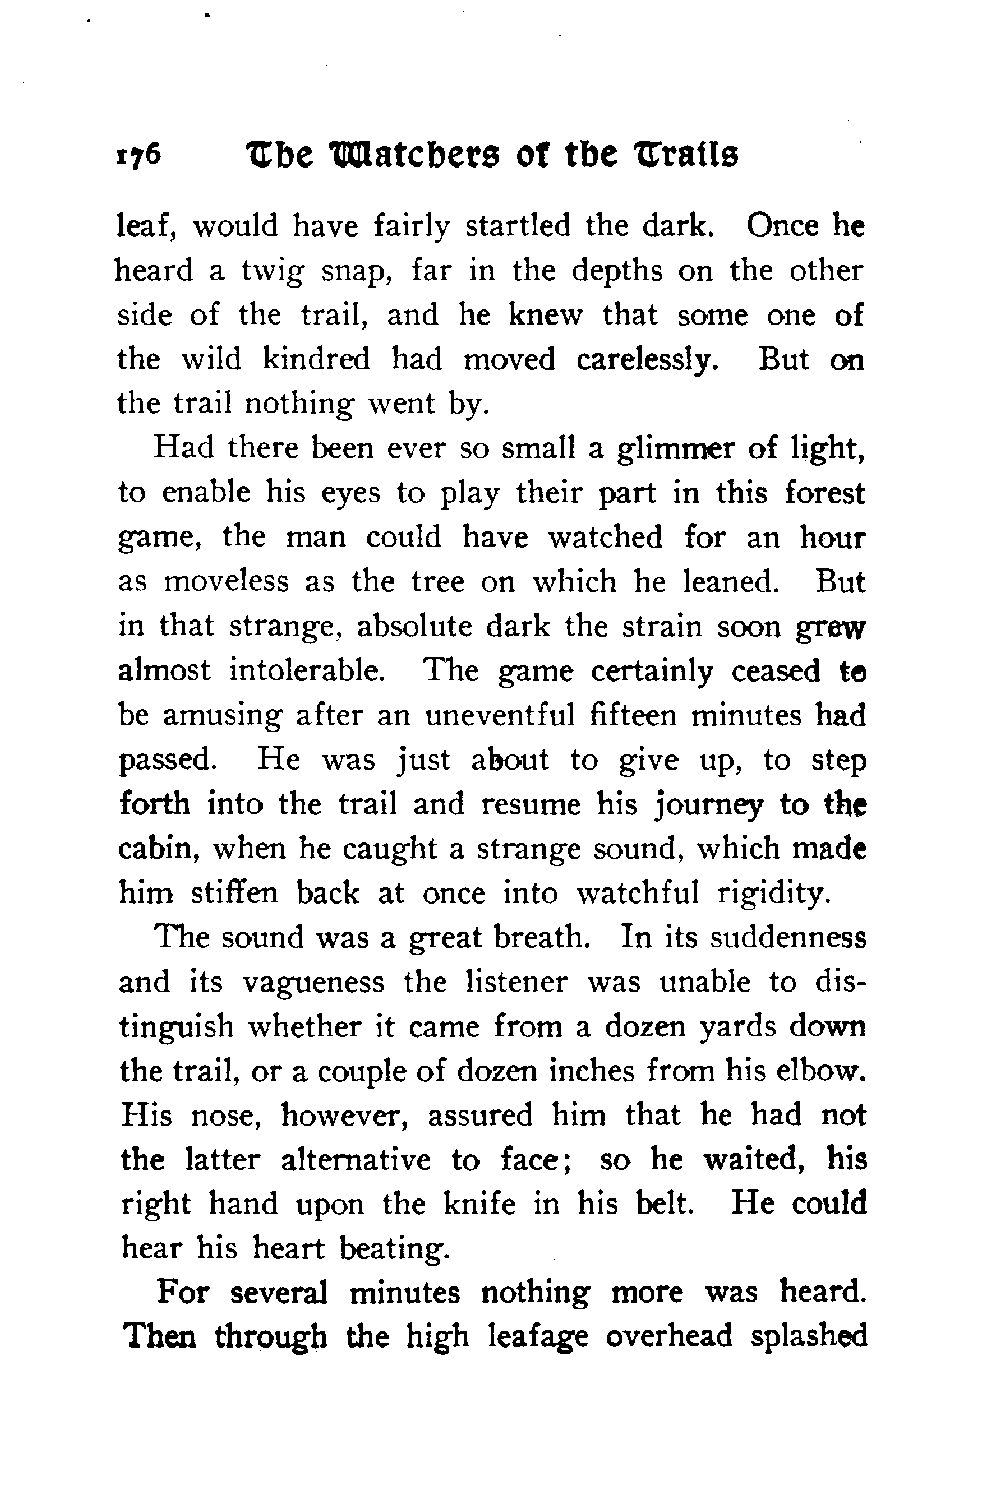 176 The Watchers of the Trails
leaf, would have fairly startled the dark. Once he
heard a twig snap, far in the depths on the other
side of the trail, and he knew that some one of
the wild kindred had moved carelessly. But on
the trail nothing went by.
Had there been ever so small a glimmer of light,
to enable his eyes to play their part in this forest
game, the man could have watched for an hour
as moveless as the tree on which he leaned. But
in that strange, absolute dark the strain soon grew
almost intolerable. The game certainly ceased to
be amusing after an uneventful fifteen minutes had
passed. He was just about to give up, to step
forth into the trail and resume his journey to the
cabin, when he caught a strange sound, which made
him stiffen back at once into watchful rigidity.
The sound was a great breath. In its suddenness
and its vagueness the listener was unable to dis-
tinguish whether it came from a dozen yards down
the trail, or a couple of dozen inches from his elbow.
His nose, however, assured him that he had not
the latter alternative to face; so he waited, his
right hand upon the knife in his belt. He could
hear his heart beating.
For several minutes nothing more was heard.
Then through the high leafage overhead splashed